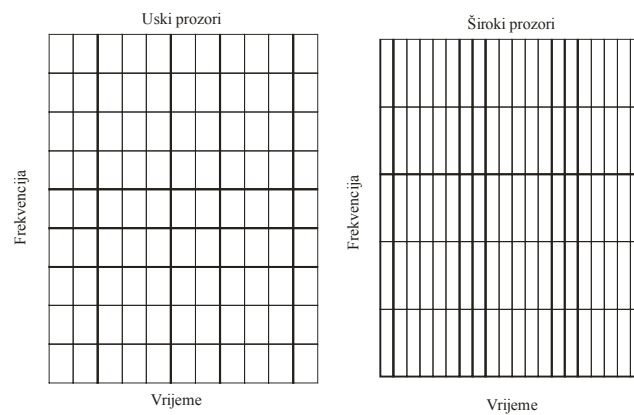 Uski prozori
Frekvencija
Vrijeme
Široki prozori
Frekvencija
Vrijeme